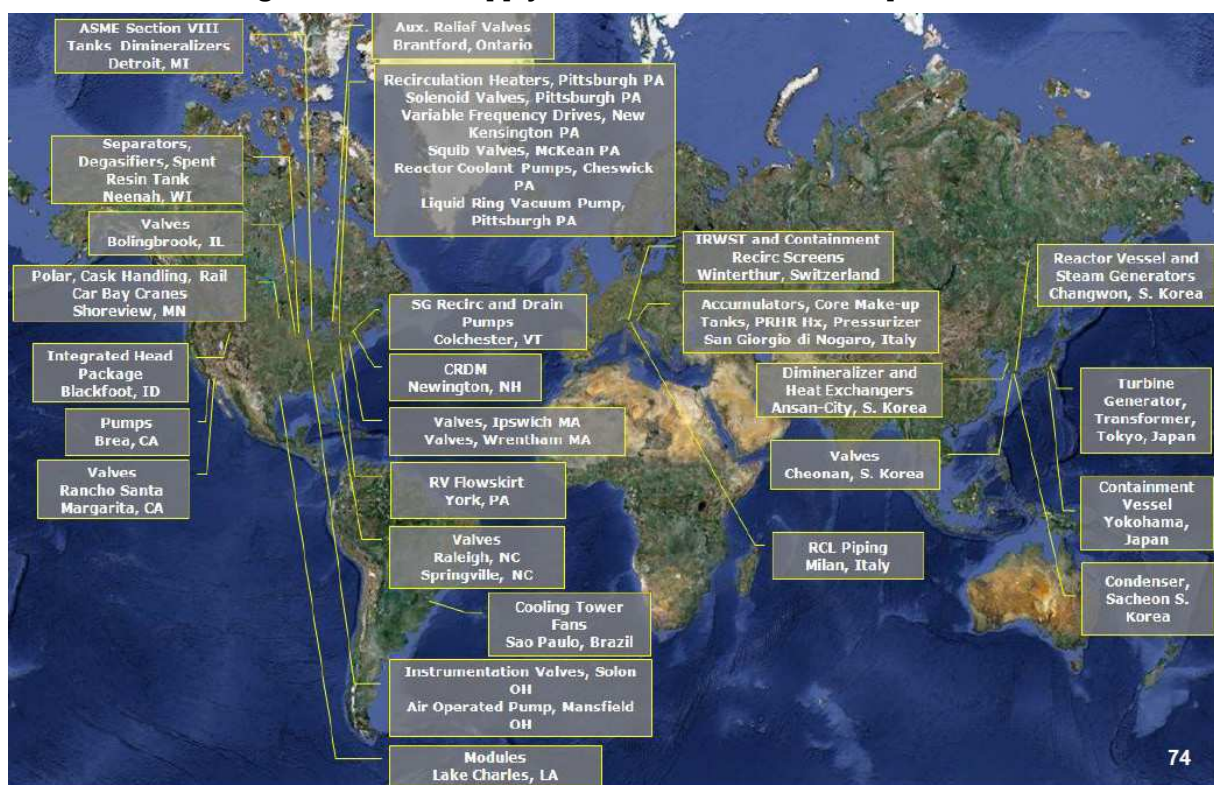 ASME Section VIII
Tanks Dimineralizers
Detroit, MI
Aux. Relief Valves
Brantford, Ontario
Recirculation Heaters, Pittsburgh PA
Solenoid Valves, Pittsburgh PA
Variable Frequency Drives, New
Kensington PA
Squib Valves, McKean PA
Reactor Coolant Pumps, Cheswick
PA
Liquid Ring Vacuum Pump,
Pittsburgh PA
Separators,
Degasifiers, Spent
Resin Tank
Neenah, WI
Valves
Bolingbrook, IL
Polar, Cask Handling, Rail
Car Bay Cranes
Shoreview, MN
Integrated Head
Package
Blackfoot, ID
Pumps
Brea, CA
Valves
Rancho Santa
Margarita, CA
SG Recirc and Drain
Pumps
Colchester, VT
CRDM
Newington, NH
Valves, Ipswich MA
Valves, Wrentham MA
RV Flowskirt
York, PA
Valves
Raleigh, NC
Springville, NC
Cooling Tower
Fans
Sao Paulo, Brazil
Instrumentation Valves, Solon
OH
Air Operated Pump, Mansfield
OH
Modules
Lake Charles, LA
IRWST and Containment
Recirc Screens
Winterthur, Switzerland
Accumulators, Core Make-up
Tanks, PRHR Hx, Pressurizer
San Giorgio di Nogaro, Italy
Dimineralizer and
Heat Exchangers
Ansan-City, S. Korea
Valves
Cheonan, S. Korea
RCL Piping
Milan, Italy
Reactor Vessel and
Steam Generators
Changwon, S. Korea
Turbine
Generator,
Transformer,
Tokyo, Japan
Containment
Vessel
Yokohama,
Japan
Condenser,
Sacheon S.
Korea
74